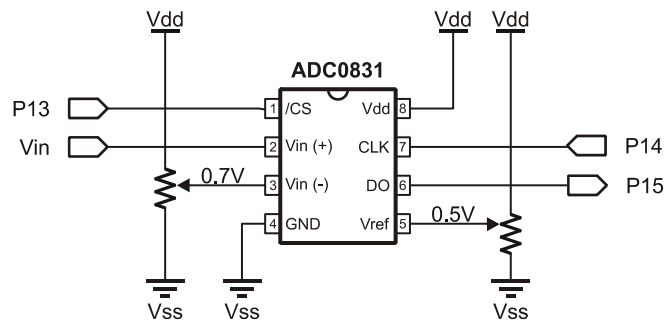 Vdd
Vdd
Vdd
ADC0831
P13
1
/CS
Vdd
8
Vin
2
Vin (+)
CLK
7
P14
0.7V
3
Vin (-)
DO
6
P15
4
GND
Vref
5
0.5V
Vss
Vss
Vss